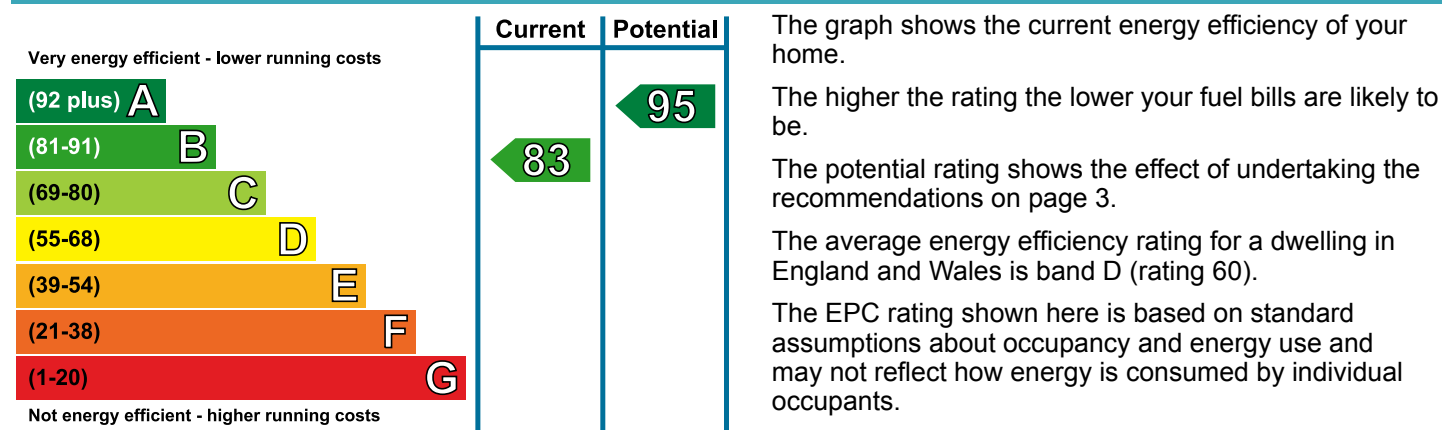 Current Potential
Very energy efficient - lower running costs
(92 plus) A
95
(81-91) B
83
(69-80) C
(55-68) D
(39-54) E
(21-38) F
(1-20) G
Not energy efficient - higher running costs
The graph shows the current energy efficiency of your
home.
The higher the rating the lower your fuel bills are likely to
be.
The potential rating shows the effect of undertaking the
recommendations on page 3.
The average energy efficiency rating for a dwelling in
England and Wales is band D (rating 60).
The EPC rating shown here is based on standard
assumptions about occupancy and energy use and
may not reflect how energy is consumed by individual
occupants.